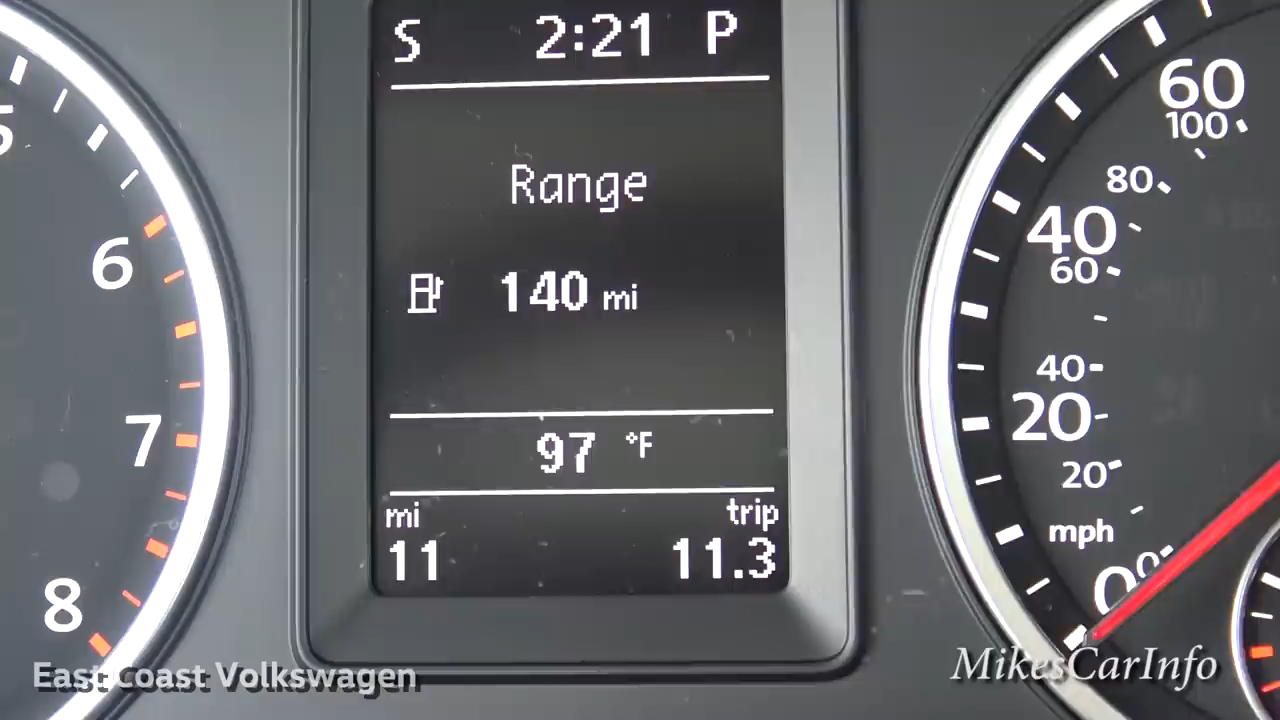 S 2:21 P
Range
140 mi
97 °F
mi trip
11 11.3
5
6
7
8
60
100
80
40
60
40
20
20
mph
0
0
East Coast Volkswagen
MikesCarInfo